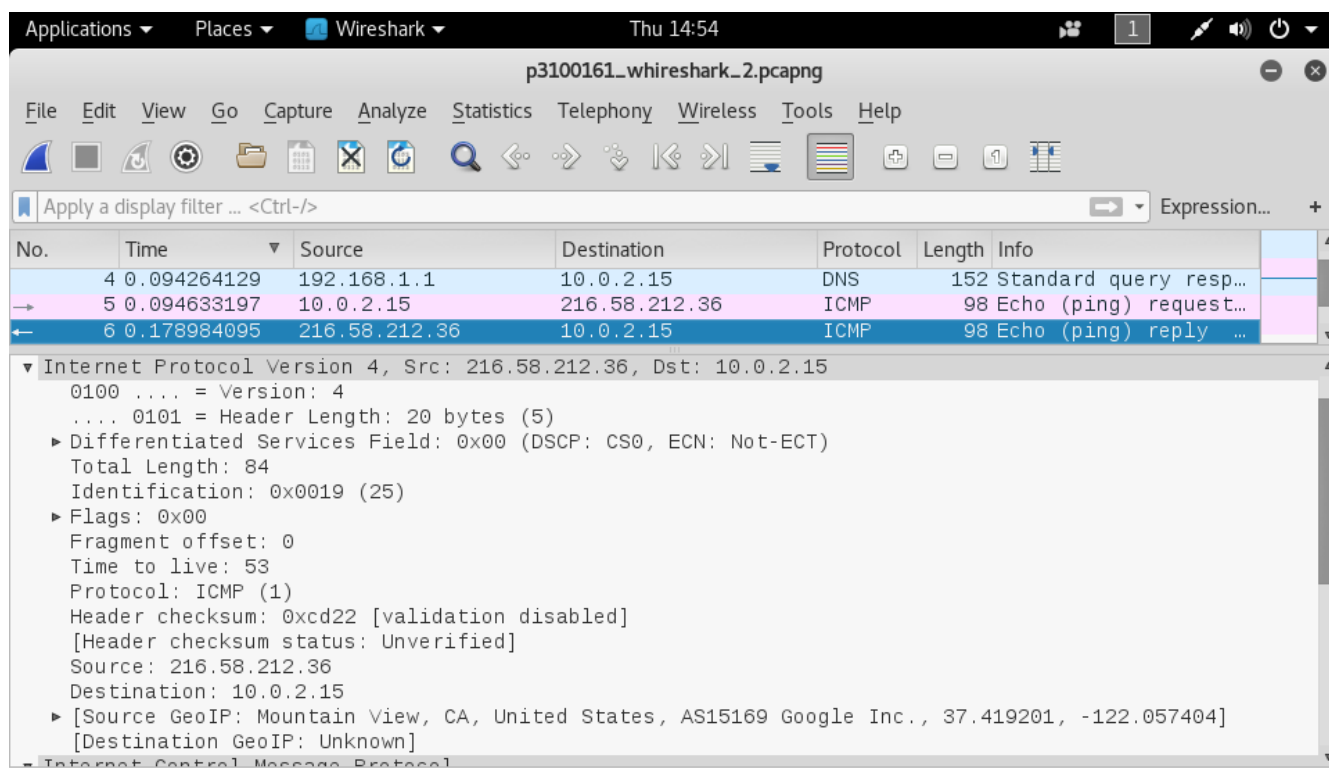 Applications Places Wireshark Thu 14:54 1
p3100161_whireshark_2.pcapng
File Edit View Go Capture Analyze Statistics Telephony Wireless Tools Help
Apply a display filter ... <Ctrl-/> Expression... +
No. Time Source Destination Protocol Length Info
4 0.094264129 192.168.1.1 10.0.2.15 DNS 152 Standard query resp...
5 0.094633197 10.0.2.15 216.58.212.36 ICMP 98 Echo (ping) request...
6 0.178984095 216.58.212.36 10.0.2.15 ICMP 98 Echo (ping) reply ...
Internet Protocol Version 4, Src: 216.58.212.36, Dst: 10.0.2.15
0100 .... = Version: 4
.... 0101 = Header Length: 20 bytes (5)
Differentiated Services Field: 0x00 (DSCP: CS0, ECN: Not-ECT)
Total Length: 84
Identification: 0x0019 (25)
Flags: 0x00
Fragment offset: 0
Time to live: 53
Protocol: ICMP (1)
Header checksum: 0xcd22 [validation disabled]
[Header checksum status: Unverified]
Source: 216.58.212.36
Destination: 10.0.2.15
[Source GeoIP: Mountain View, CA, United States, AS15169 Google Inc., 37.419201, -122.057404]
[Destination GeoIP: Unknown]
Internet Control Message Protocol